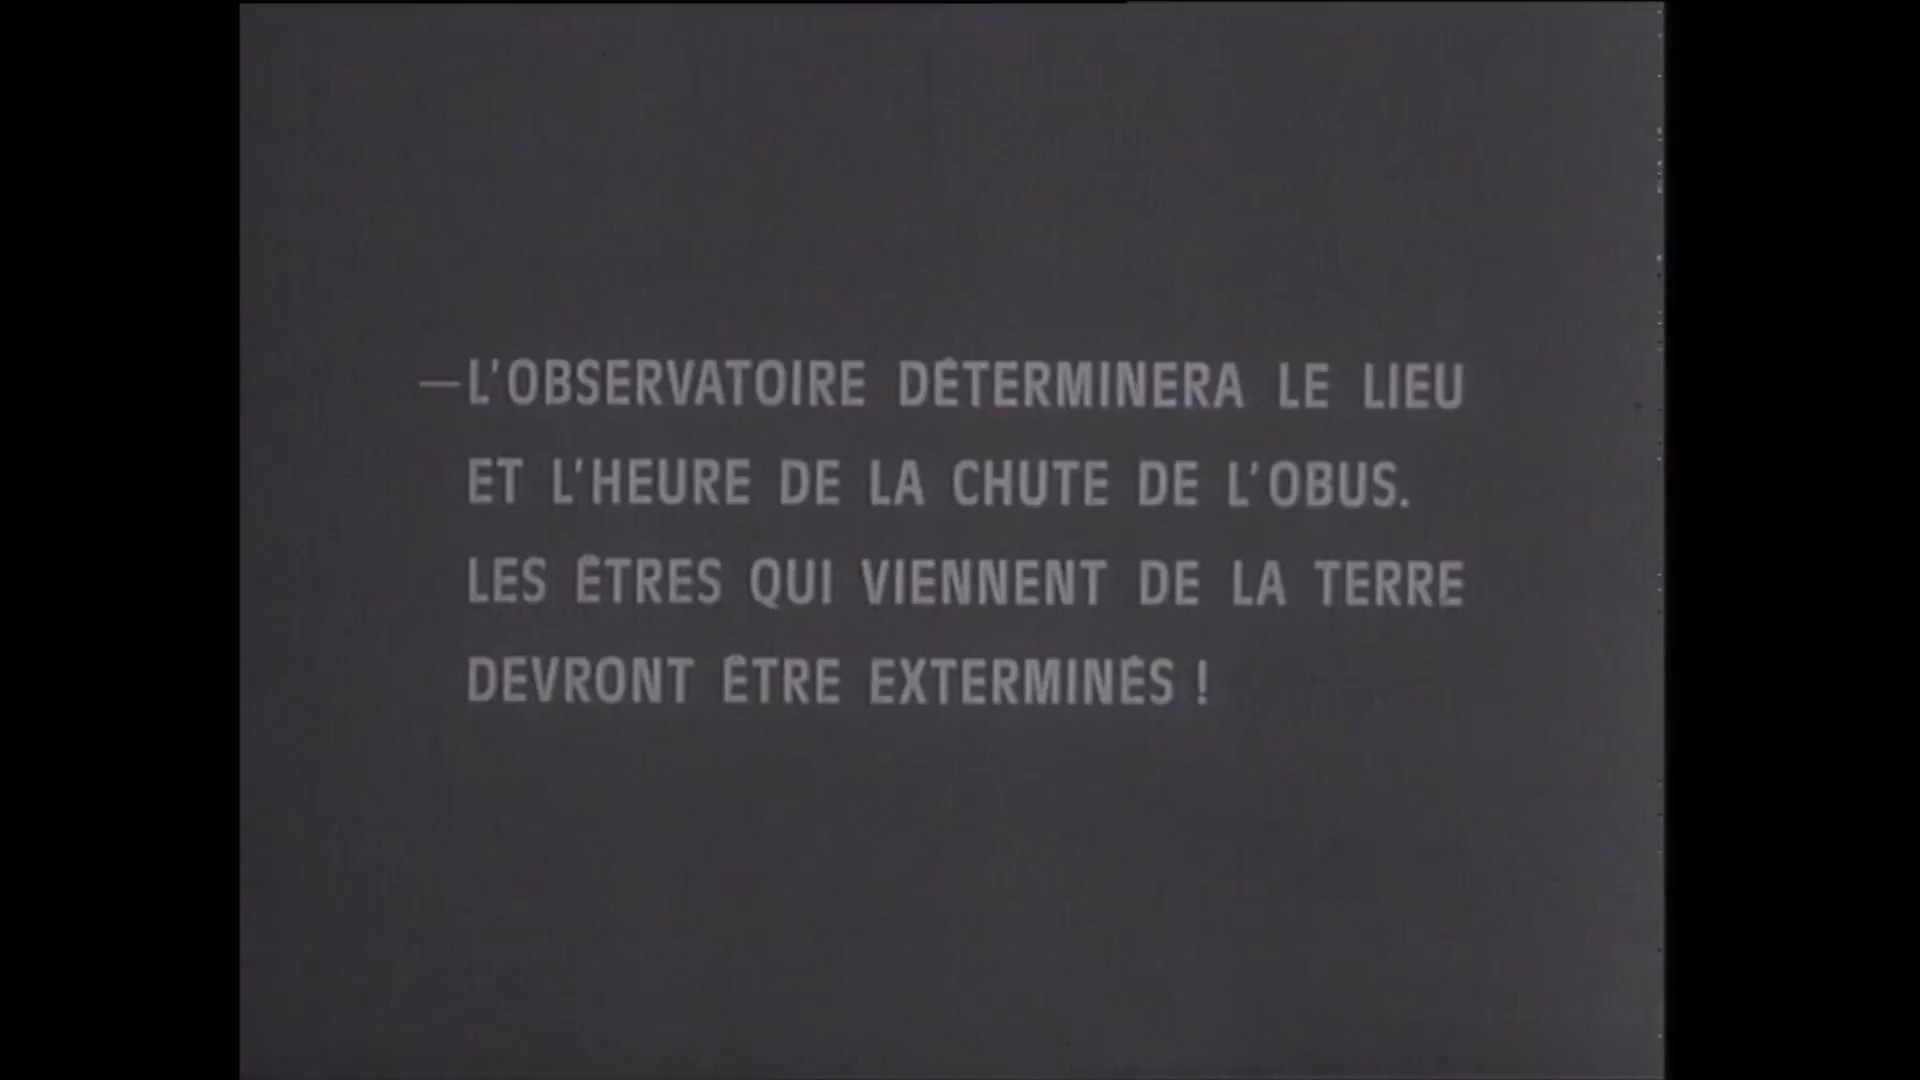 —L'OBSERVATOIRE DÉTERMINERA LE LIEU
ET L'HEURE DE LA CHUTE DE L'OBUS.
LES ÊTRES QUI VIENNENT DE LA TERRE
DEVRONT ÊTRE EXTERMINÉS !